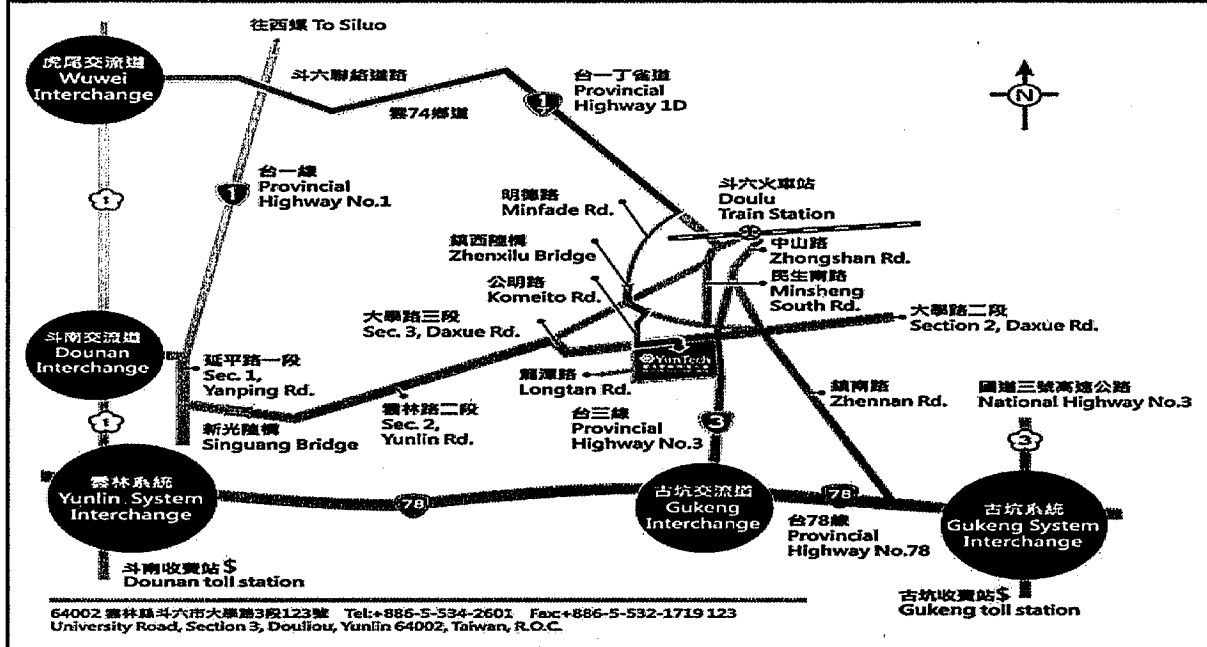 往西螺 To Siluo
虎尾交流道
Wuwei
Interchange
斗六聯絡道路
雲74鄉道
台一丁省道
Provincial
Highway 1D
1
N
1
台一線
Provincial
Highway No.1
1
明德路
Minfade Rd.
斗六火車站
Doulu
Train Station
鎮西陸橋
Zhenxilu Bridge
中山路
Zhongshan Rd.
公明路
Komeito Rd.
民生南路
Minsheng
South Rd.
大學路三段
Sec. 3, Daxue Rd.
大學路二段
Section 2, Daxue Rd.
斗南交流道
Dounan
Interchange
延平路一段
Sec. 1,
Yanping Rd.
YunTech
龍潭路
Longtan Rd.
鎮南路
Zhennan Rd.
國道三號高速公路
National Highway No.3
1
新光陸橋
Singuang Bridge
雲林路二段
Sec. 2,
Yunlin Rd.
台三線
Provincial
Highway No.3
3
3
雲林系統
Yunlin System
Interchange
78
古坑交流道
Gukeng
Interchange
78
台78線
Provincial
Highway No.78
古坑系統
Gukeng System
Interchange
斗南收費站 $
Dounan toll station
古坑收費站$
Gukeng toll station
64002 雲林縣斗六市大學路3段123號 Tel:+886-5-534-2601 Fax:+886-5-532-1719 123
University Road, Section 3, Douliou, Yunlin 64002, Taiwan, R.O.C.